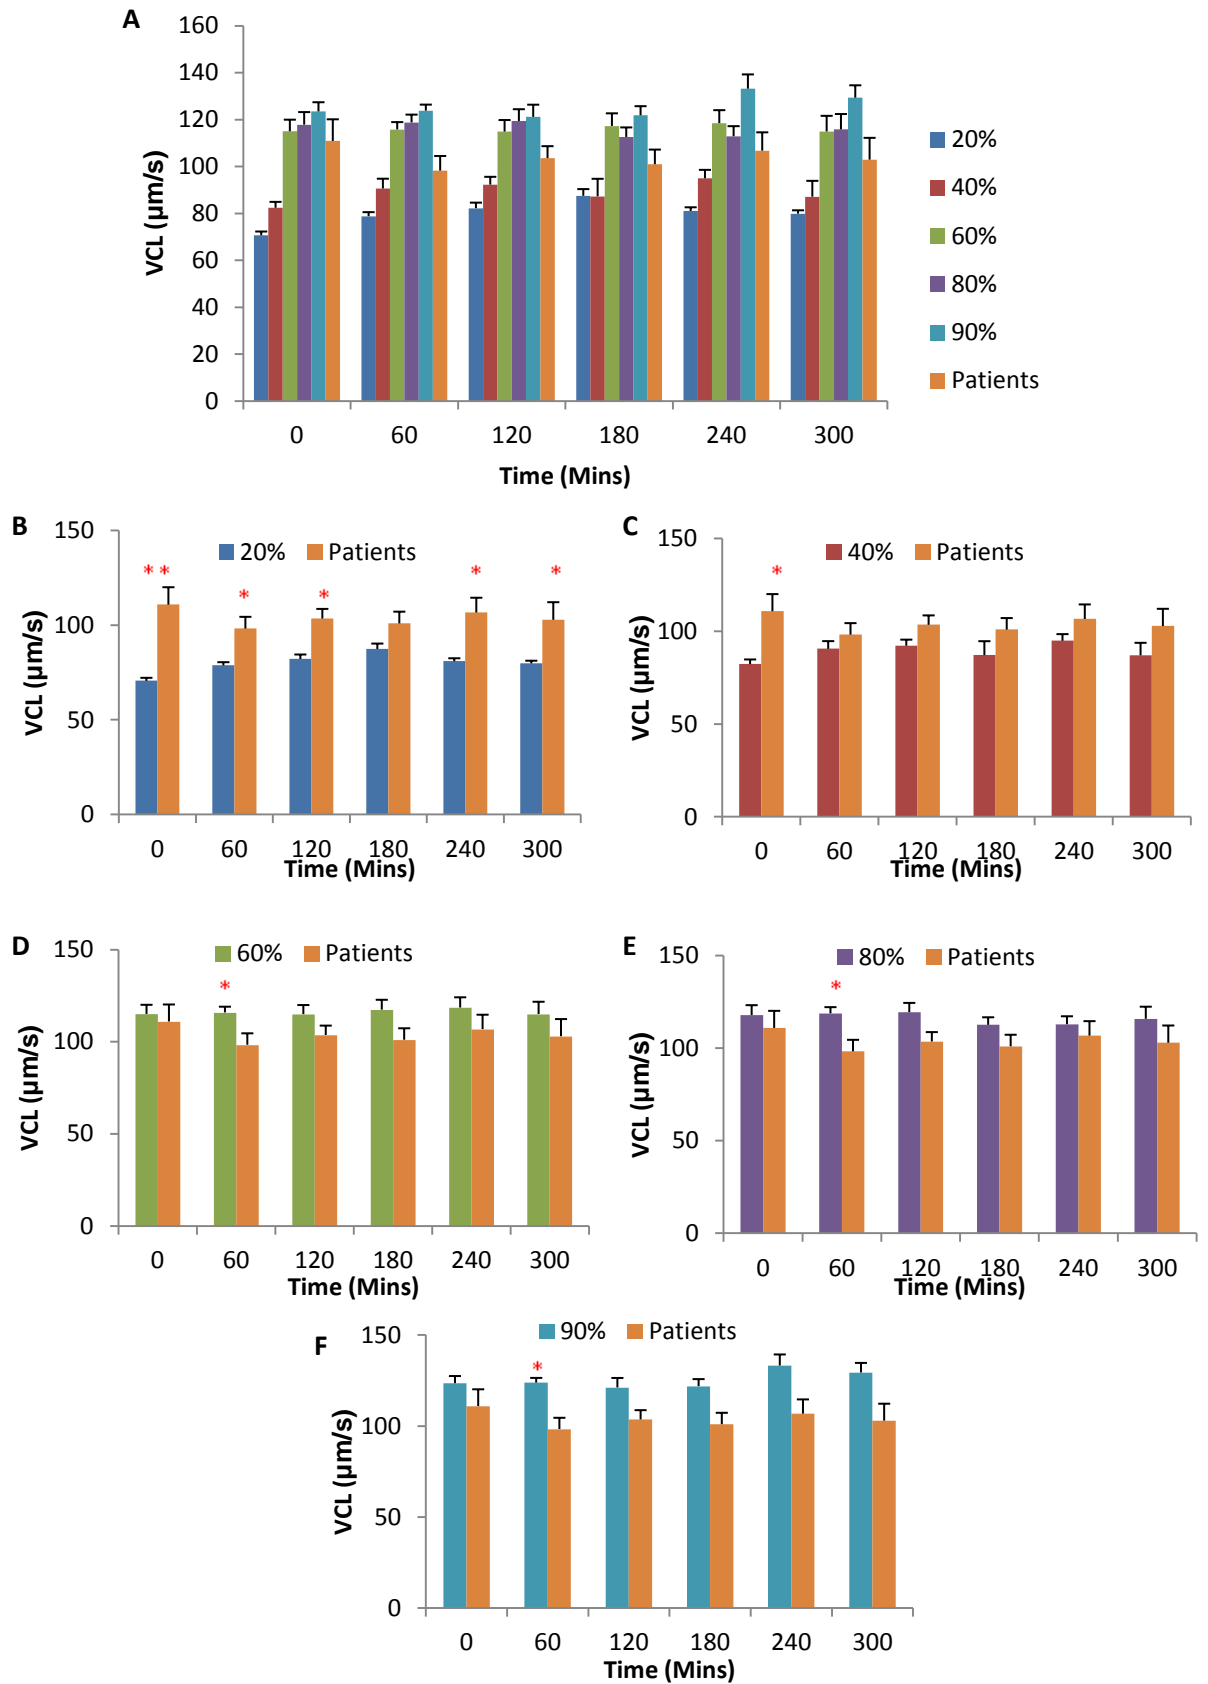 A
160
140
120
100
80
60
40
20
0
VCL (µm/s)
0 60 120 180 240 300
Time (Mins)
20%
40%
60%
80%
90%
Patients
B
20% Patients
150
100
50
0
VCL (µm/s)
* * * * * *
0 60 120 180 240 300
Time (Mins)
C
40% Patients
150
100
50
0
VCL (µm/s)
*
0 60 120 180 240 300
Time (Mins)
D
60% Patients
150
100
50
0
VCL (µm/s)
*
0 60 120 180 240 300
Time (Mins)
E
80% Patients
150
100
50
0
VCL (µm/s)
*
0 60 120 180 240 300
Time (Mins)
F
90% Patients
150
100
50
0
VCL (µm/s)
*
0 60 120 180 240 300
Time (Mins)